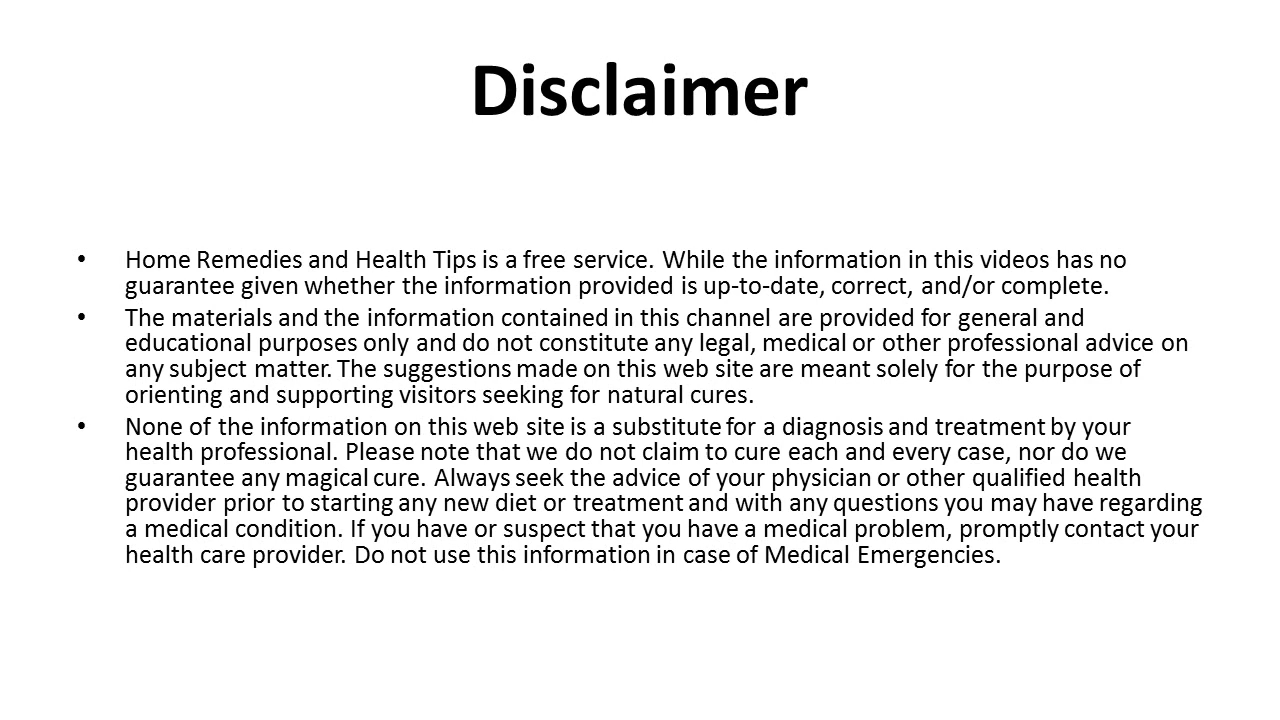 Disclaimer
• Home Remedies and Health Tips is a free service. While the information in this videos has no
guarantee given whether the information provided is up-to-date, correct, and/or complete.
• The materials and the information contained in this channel are provided for general and
educational purposes only and do not constitute any legal, medical or other professional advice on
any subject matter. The suggestions made on this web site are meant solely for the purpose of
orienting and supporting visitors seeking for natural cures.
• None of the information on this web site is a substitute for a diagnosis and treatment by your
health professional. Please note that we do not claim to cure each and every case, nor do we
guarantee any magical cure. Always seek the advice of your physician or other qualified health
provider prior to starting any new diet or treatment and with any questions you may have regarding
a medical condition. If you have or suspect that you have a medical problem, promptly contact your
health care provider. Do not use this information in case of Medical Emergencies.